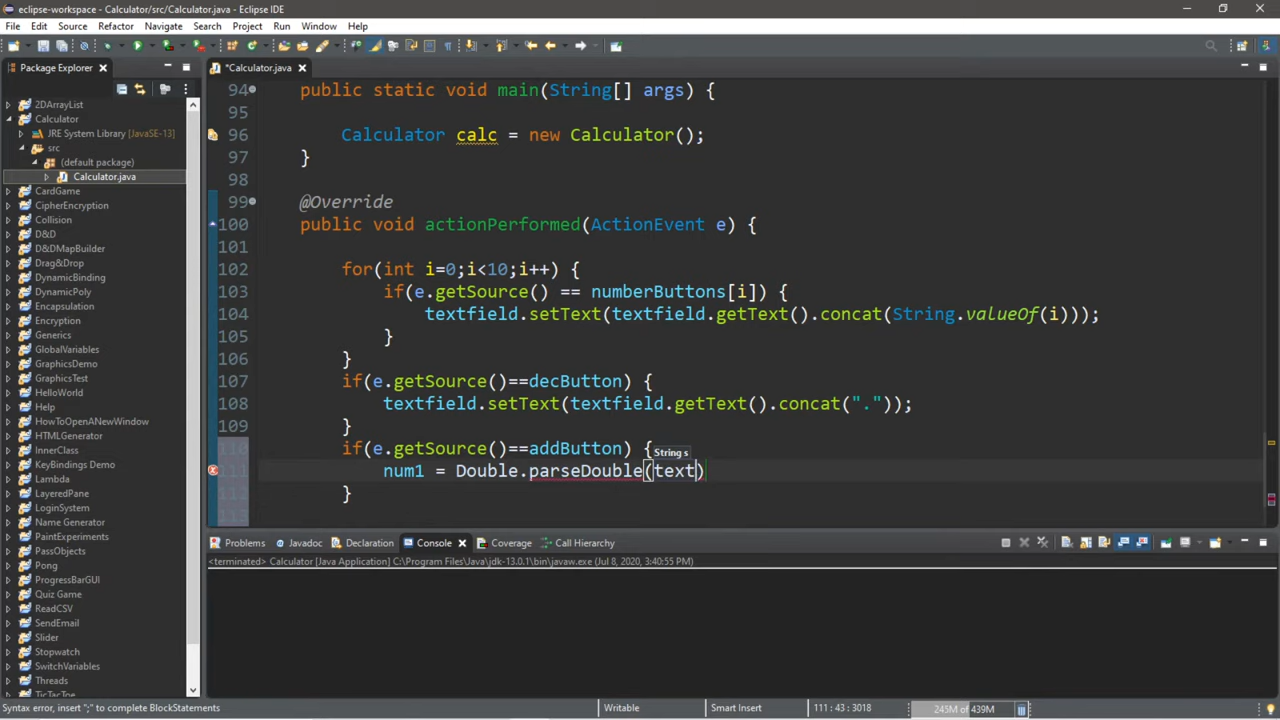 eclipse-workspace - Calculator/src/Calculator.java - Eclipse IDE
File Edit Source Refactor Navigate Search Project Run Window Help
Package Explorer
*Calculator.java
2DArrayList
Calculator
JRE System Library [JavaSE-13]
src
(default package)
Calculator.java
CardGame
CipherEncryption
Collision
D&D
D&DMapBuilder
Drag&Drop
DynamicBinding
DynamicPoly
Encapsulation
Encryption
Generics
GlobalVariables
GraphicsDemo
GraphicsTest
HelloWorld
Help
HowToOpenANewWindow
HTMLGenerator
InnerClass
KeyBindings Demo
Lambda
LayeredPane
LoginSystem
Name Generator
PaintExperiments
PassObjects
Pong
ProgressBarGUI
Quiz Game
ReadCSV
SendEmail
Slider
Stopwatch
SwitchVariables
TicTacToe
94 public static void main(String[] args) {
95
96 Calculator calc = new Calculator();
97 }
98
99 @Override
100 public void actionPerformed(ActionEvent e) {
101
102 for(int i=0;i<10;i++) {
103 if(e.getSource() == numberButtons[i]) {
104 textfield.setText(textfield.getText().concat(String.valueOf(i)));
105 }
106 }
107 if(e.getSource()==decButton) {
108 textfield.setText(textfield.getText().concat("."));
109 }
110 if(e.getSource()==addButton) {
String s
111 num1 = Double.parseDouble(text)
112 }
113
Problems Javadoc Declaration Console Coverage Call Hierarchy
<terminated> Calculator [Java Application] C:\Program Files\Java\jdk-13.0.1\bin\javaw.exe (Jul 8, 2020, 3:40:55 PM)
Syntax error, insert ";" to complete BlockStatements Writable Smart Insert 111 : 43 : 3018 245M of 439M